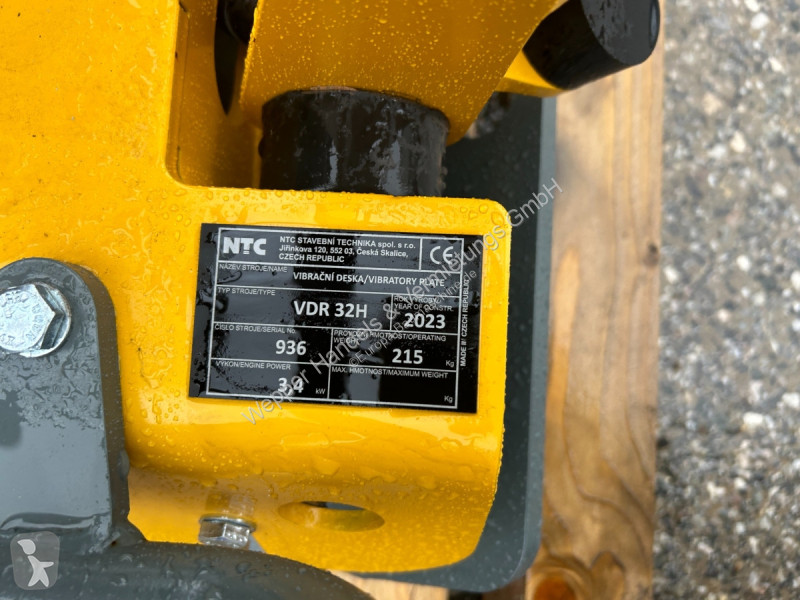 NTC
NTC STAVEBNÍ TECHNIKA spol. s r.o.
Jiřinkova 120, 552 03, Česká Skalice,
CZECH REPUBLIC
CE
NÁZEV STROJE/NAME
VIBRAČNÍ DESKA/VIBRATORY PLATE
TYP STROJE/TYPE
VDR 32H
ROK VÝROBY/
YEAR OF CONSTR.
2023
ČÍSLO STROJE/SERIAL No.
936
PROVOZNÍ HMOTNOST/OPERATING
WEIGHT
215
Kg
VÝKON/ENGINE POWER
3,4
kW
MAX. HMOTNOST/MAXIMUM WEIGHT
Kg
MADE IN CZECH REPUBLIC